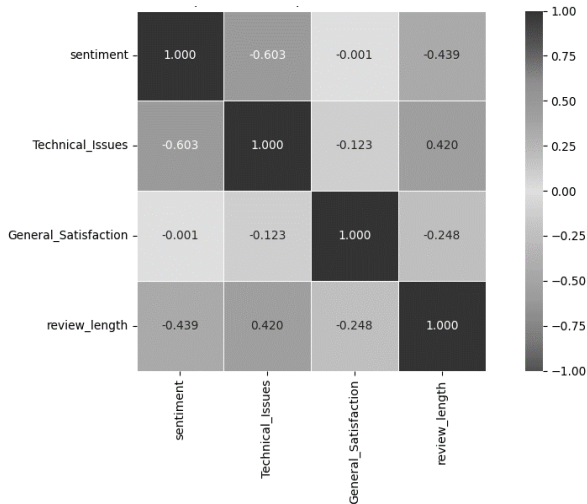 sentiment 1.000 -0.603 -0.001 -0.439
Technical_Issues -0.603 1.000 -0.123 0.420
General_Satisfaction -0.001 -0.123 1.000 -0.248
review_length -0.439 0.420 -0.248 1.000
sentiment
Technical_Issues
General_Satisfaction
review_length
1.00
0.75
0.50
0.25
0.00
−0.25
−0.50
−0.75
−1.00